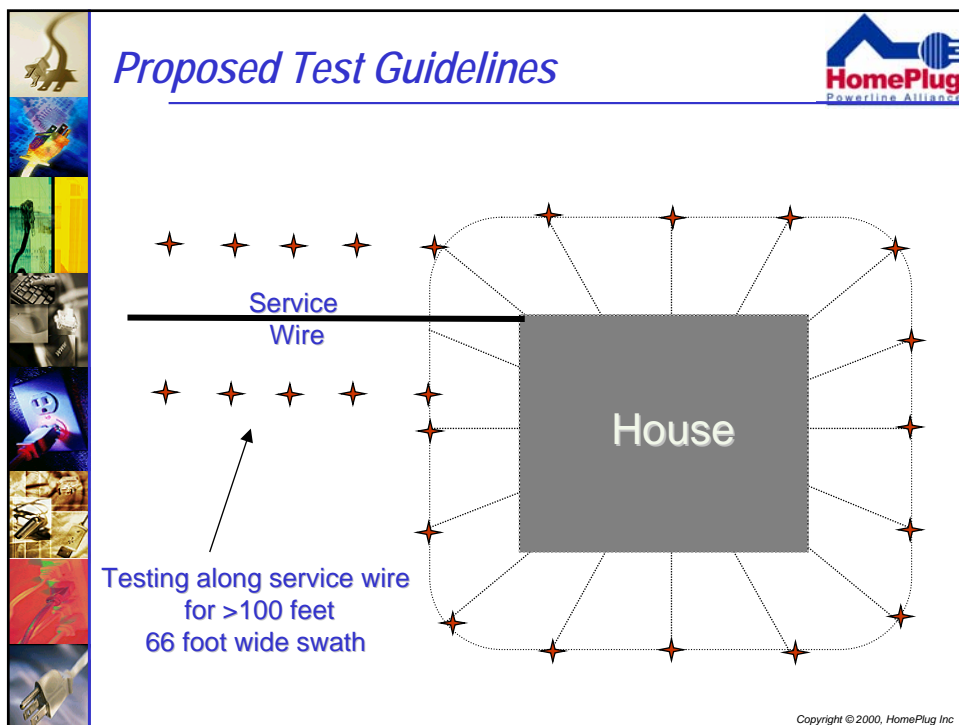 Proposed Test Guidelines
HomePlug
Powerline Alliance
Service
Wire
House
Testing along service wire
for >100 feet
66 foot wide swath
Copyright © 2000, HomePlug Inc